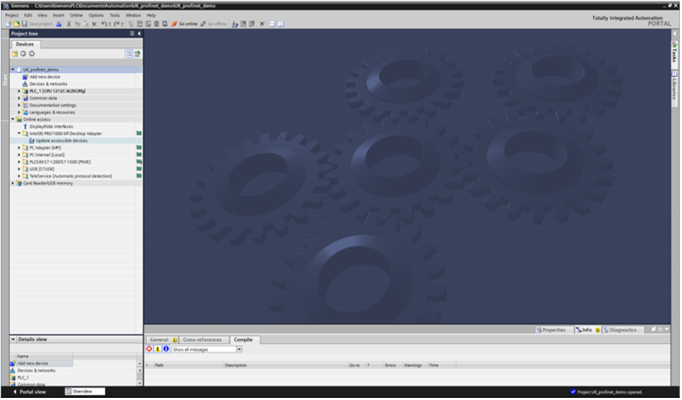 Siemens - C:\Users\SiemensPLC\Documents\Automation\UR_profinet_demo\UR_profinet_demo
Project Edit View Insert Online Options Tools Window Help
Totally Integrated Automation
PORTAL
Save project
Go online Go offline
Project tree
Devices
UR_profinet_demo
Add new device
Devices & networks
PLC_1 [CPU 1212C AC/DC/Rly]
Common data
Documentation settings
Languages & resources
Online access
Display/hide interfaces
Intel(R) PRO/1000 MT Desktop Adapter
Update accessible devices
PC Adapter [MPI]
PC internal [Local]
PLCSIM S7-1200/S7-1500 [PN/IE]
USB [S7USB]
TeleService [Automatic protocol detection]
Card Reader/USB memory
Start
Tasks
Libraries
Properties Info Diagnostics
Details view
General Cross-references Compile
Show all messages
Name
Path Description Go to ? Errors Warnings Time
Add new device
Devices & networks
PLC_1
Common data
Portal view Overview
Project UR_profinet_demo opened.